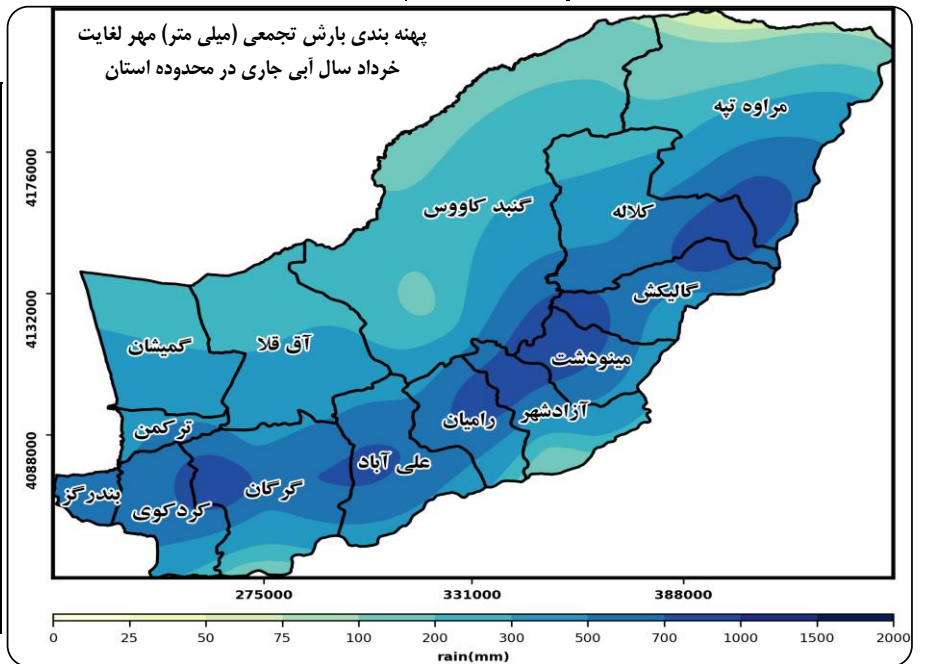 پهنه بندی بارش تجمعی (میلی متر) مهر لغایت
خرداد سال آبی جاری در محدوده استان
مراوه تپه
گنبد کاووس
کلاله
گالیکش
گمیشان
آق قلا
مینودشت
آزادشهر
رامیان
ترکمن
علی آباد
گرگان
بندرگز
کردکوی
4176000
4132000
4088000
275000 331000 388000
0 25 50 75 100 200 300 500 700 1000 1500 2000
rain(mm)